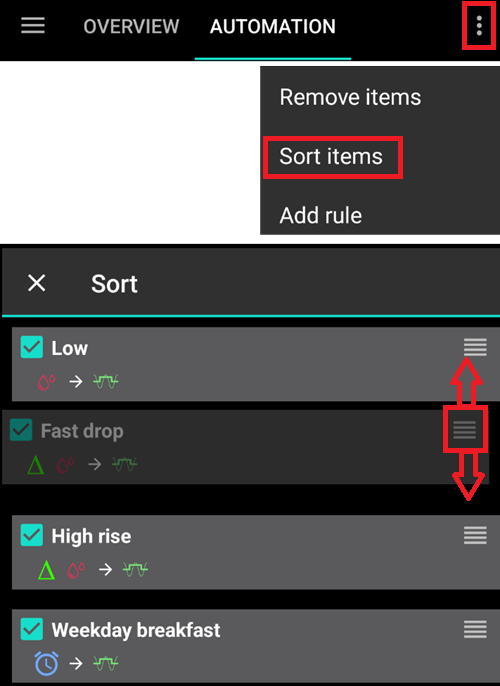 OVERVIEW AUTOMATION
Remove items
Sort items
Add rule
Sort
Low
Fast drop
High rise
Weekday breakfast